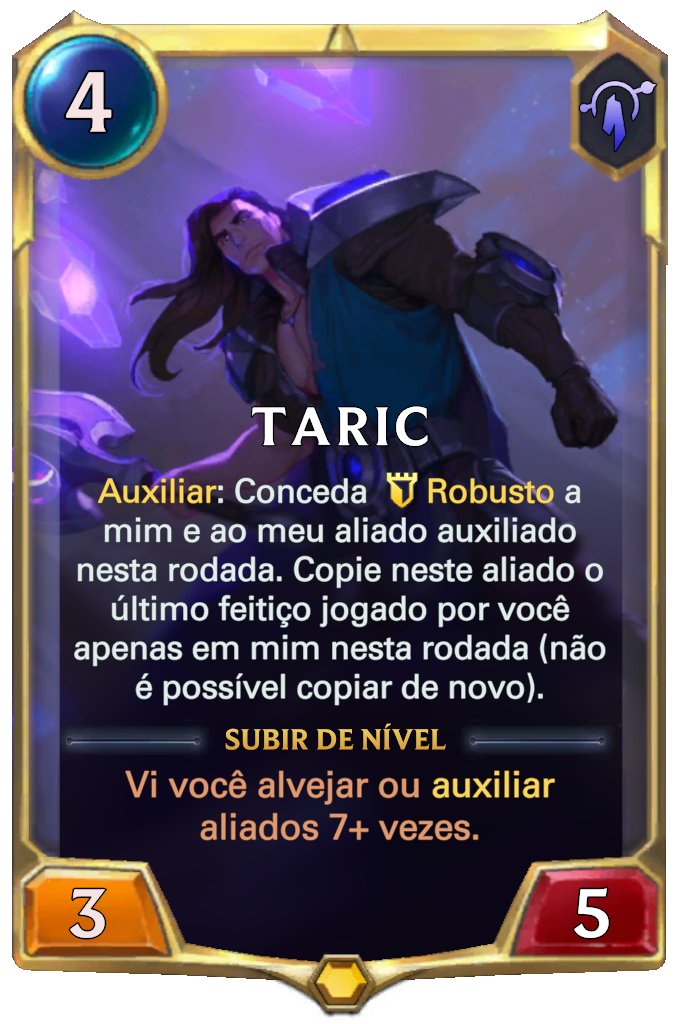 4
TARIC
Auxiliar: Conceda Robusto a
mim e ao meu aliado auxiliado
nesta rodada. Copie neste aliado o
último feitiço jogado por você
apenas em mim nesta rodada (não
é possível copiar de novo).
SUBIR DE NÍVEL
Vi você alvejar ou auxiliar
aliados 7+ vezes.
3
5